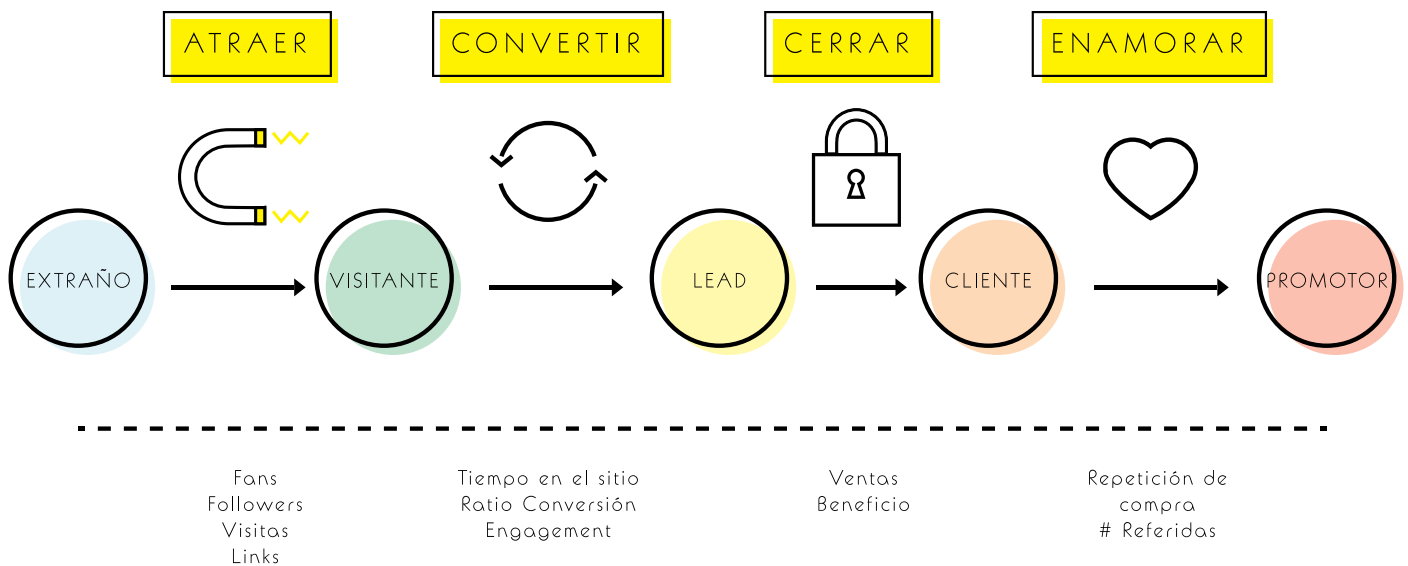 ATRAER
CONVERTIR
CERRAR
ENAMORAR
EXTRAÑO
VISITANTE
LEAD
CLIENTE
PROMOTOR
Fans
Followers
Visitas
Links
Tiempo en el sitio
Ratio Conversión
Engagement
Ventas
Beneficio
Repetición de
compra
# Referidas